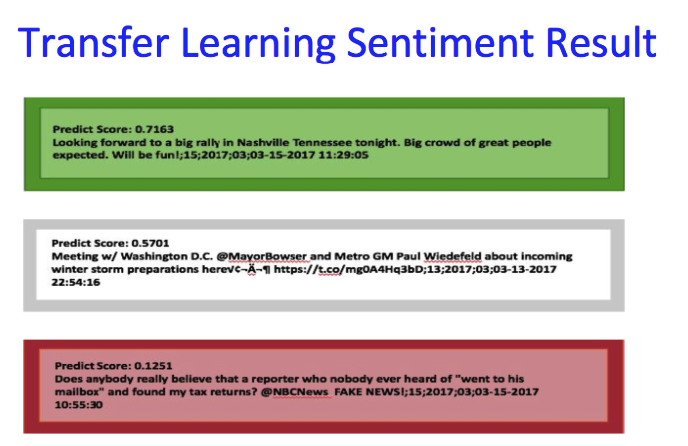 Transfer Learning Sentiment Result
Predict Score: 0.7163
Looking forward to a big rally in Nashville Tennessee tonight. Big crowd of great people
expected. Will be fun!;15;2017;03;03-15-2017 11:29:05
Predict Score: 0.5701
Meeting w/ Washington D.C. @MayorBowser and Metro GM Paul Wiedefeld about incoming
winter storm preparations here√¢¬Ä¬¶ https://t.co/mg0A4Hq3bD;13;2017;03;03-13-2017
22:54:16
Predict Score: 0.1251
Does anybody really believe that a reporter who nobody ever heard of "went to his
mailbox" and found my tax returns? @NBCNews FAKE NEWS!;15;2017;03;03-15-2017
10:55:30